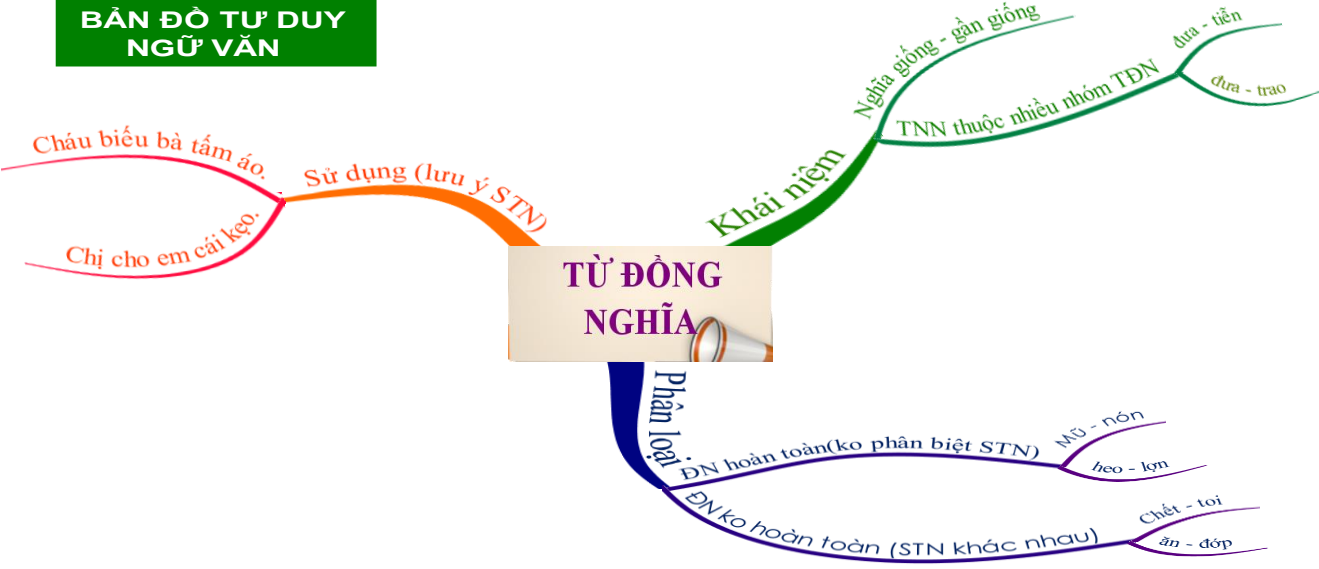 BẢN ĐỒ TƯ DUY
NGỮ VĂN
TỪ ĐỒNG
NGHĨA
Khái niệm
Nghĩa giống - gần giống
TNN thuộc nhiều nhóm TĐN
đưa - tiễn
đưa - trao
Phân loại
ĐN hoàn toàn(ko phân biệt STN)
Mũ - nón
heo - lợn
ĐN ko hoàn toàn (STN khác nhau)
Chết - toi
ăn - đớp
Sử dụng (lưu ý STN)
Cháu biếu bà tấm áo.
Chị cho em cái kẹo.